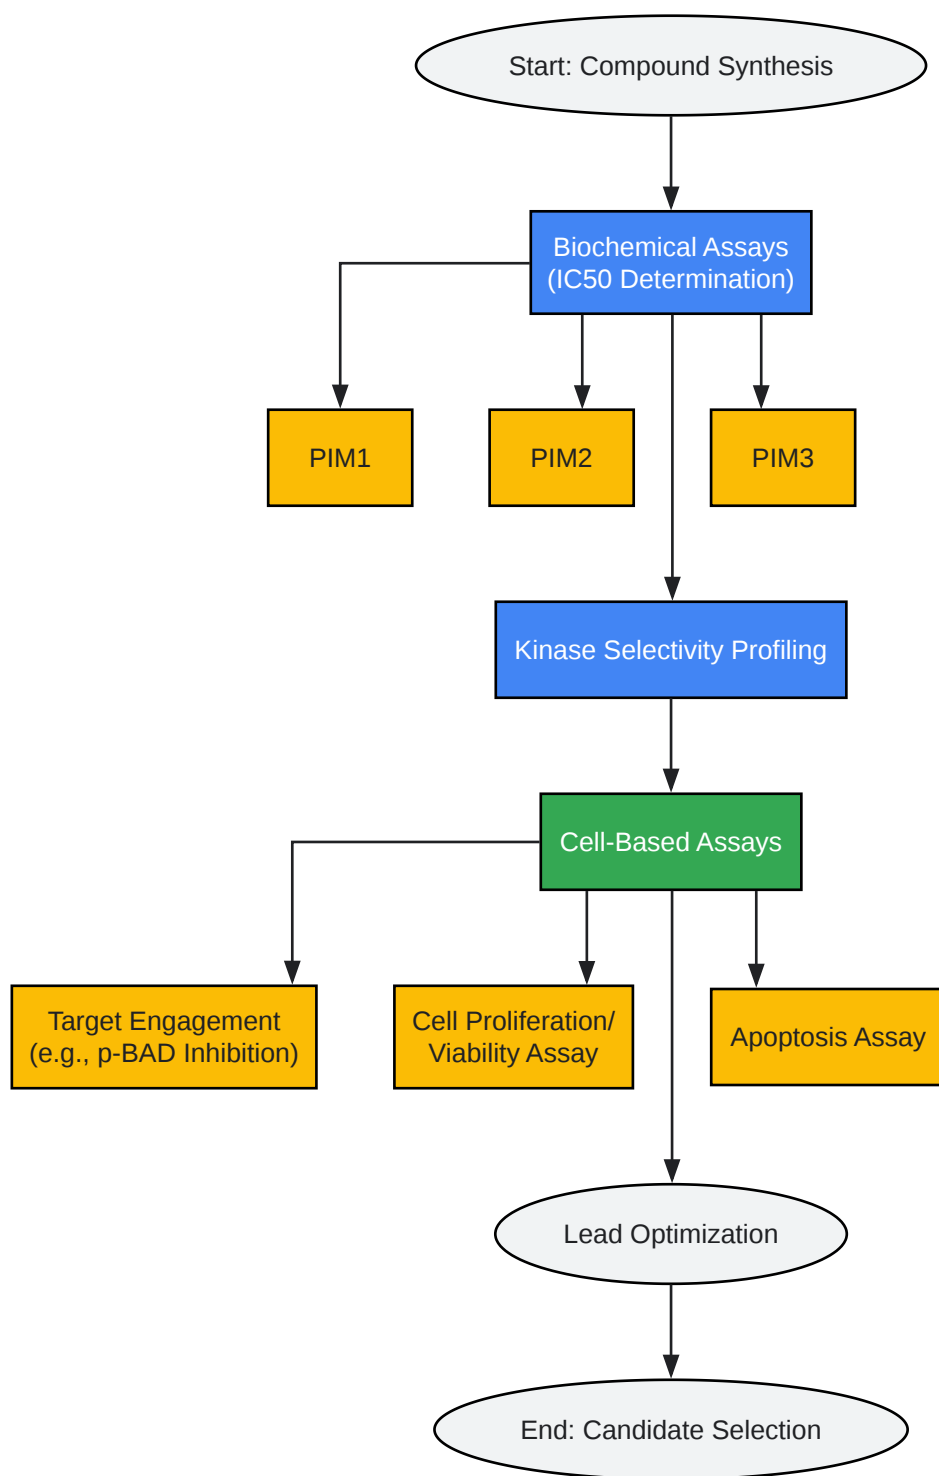 Start: Compound Synthesis
Biochemical Assays
(IC50 Determination)
PIM1
PIM2
PIM3
Kinase Selectivity Profiling
Cell-Based Assays
Target Engagement
(e.g., p-BAD Inhibition)
Cell Proliferation/
Viability Assay
Apoptosis Assay
Lead Optimization
End: Candidate Selection